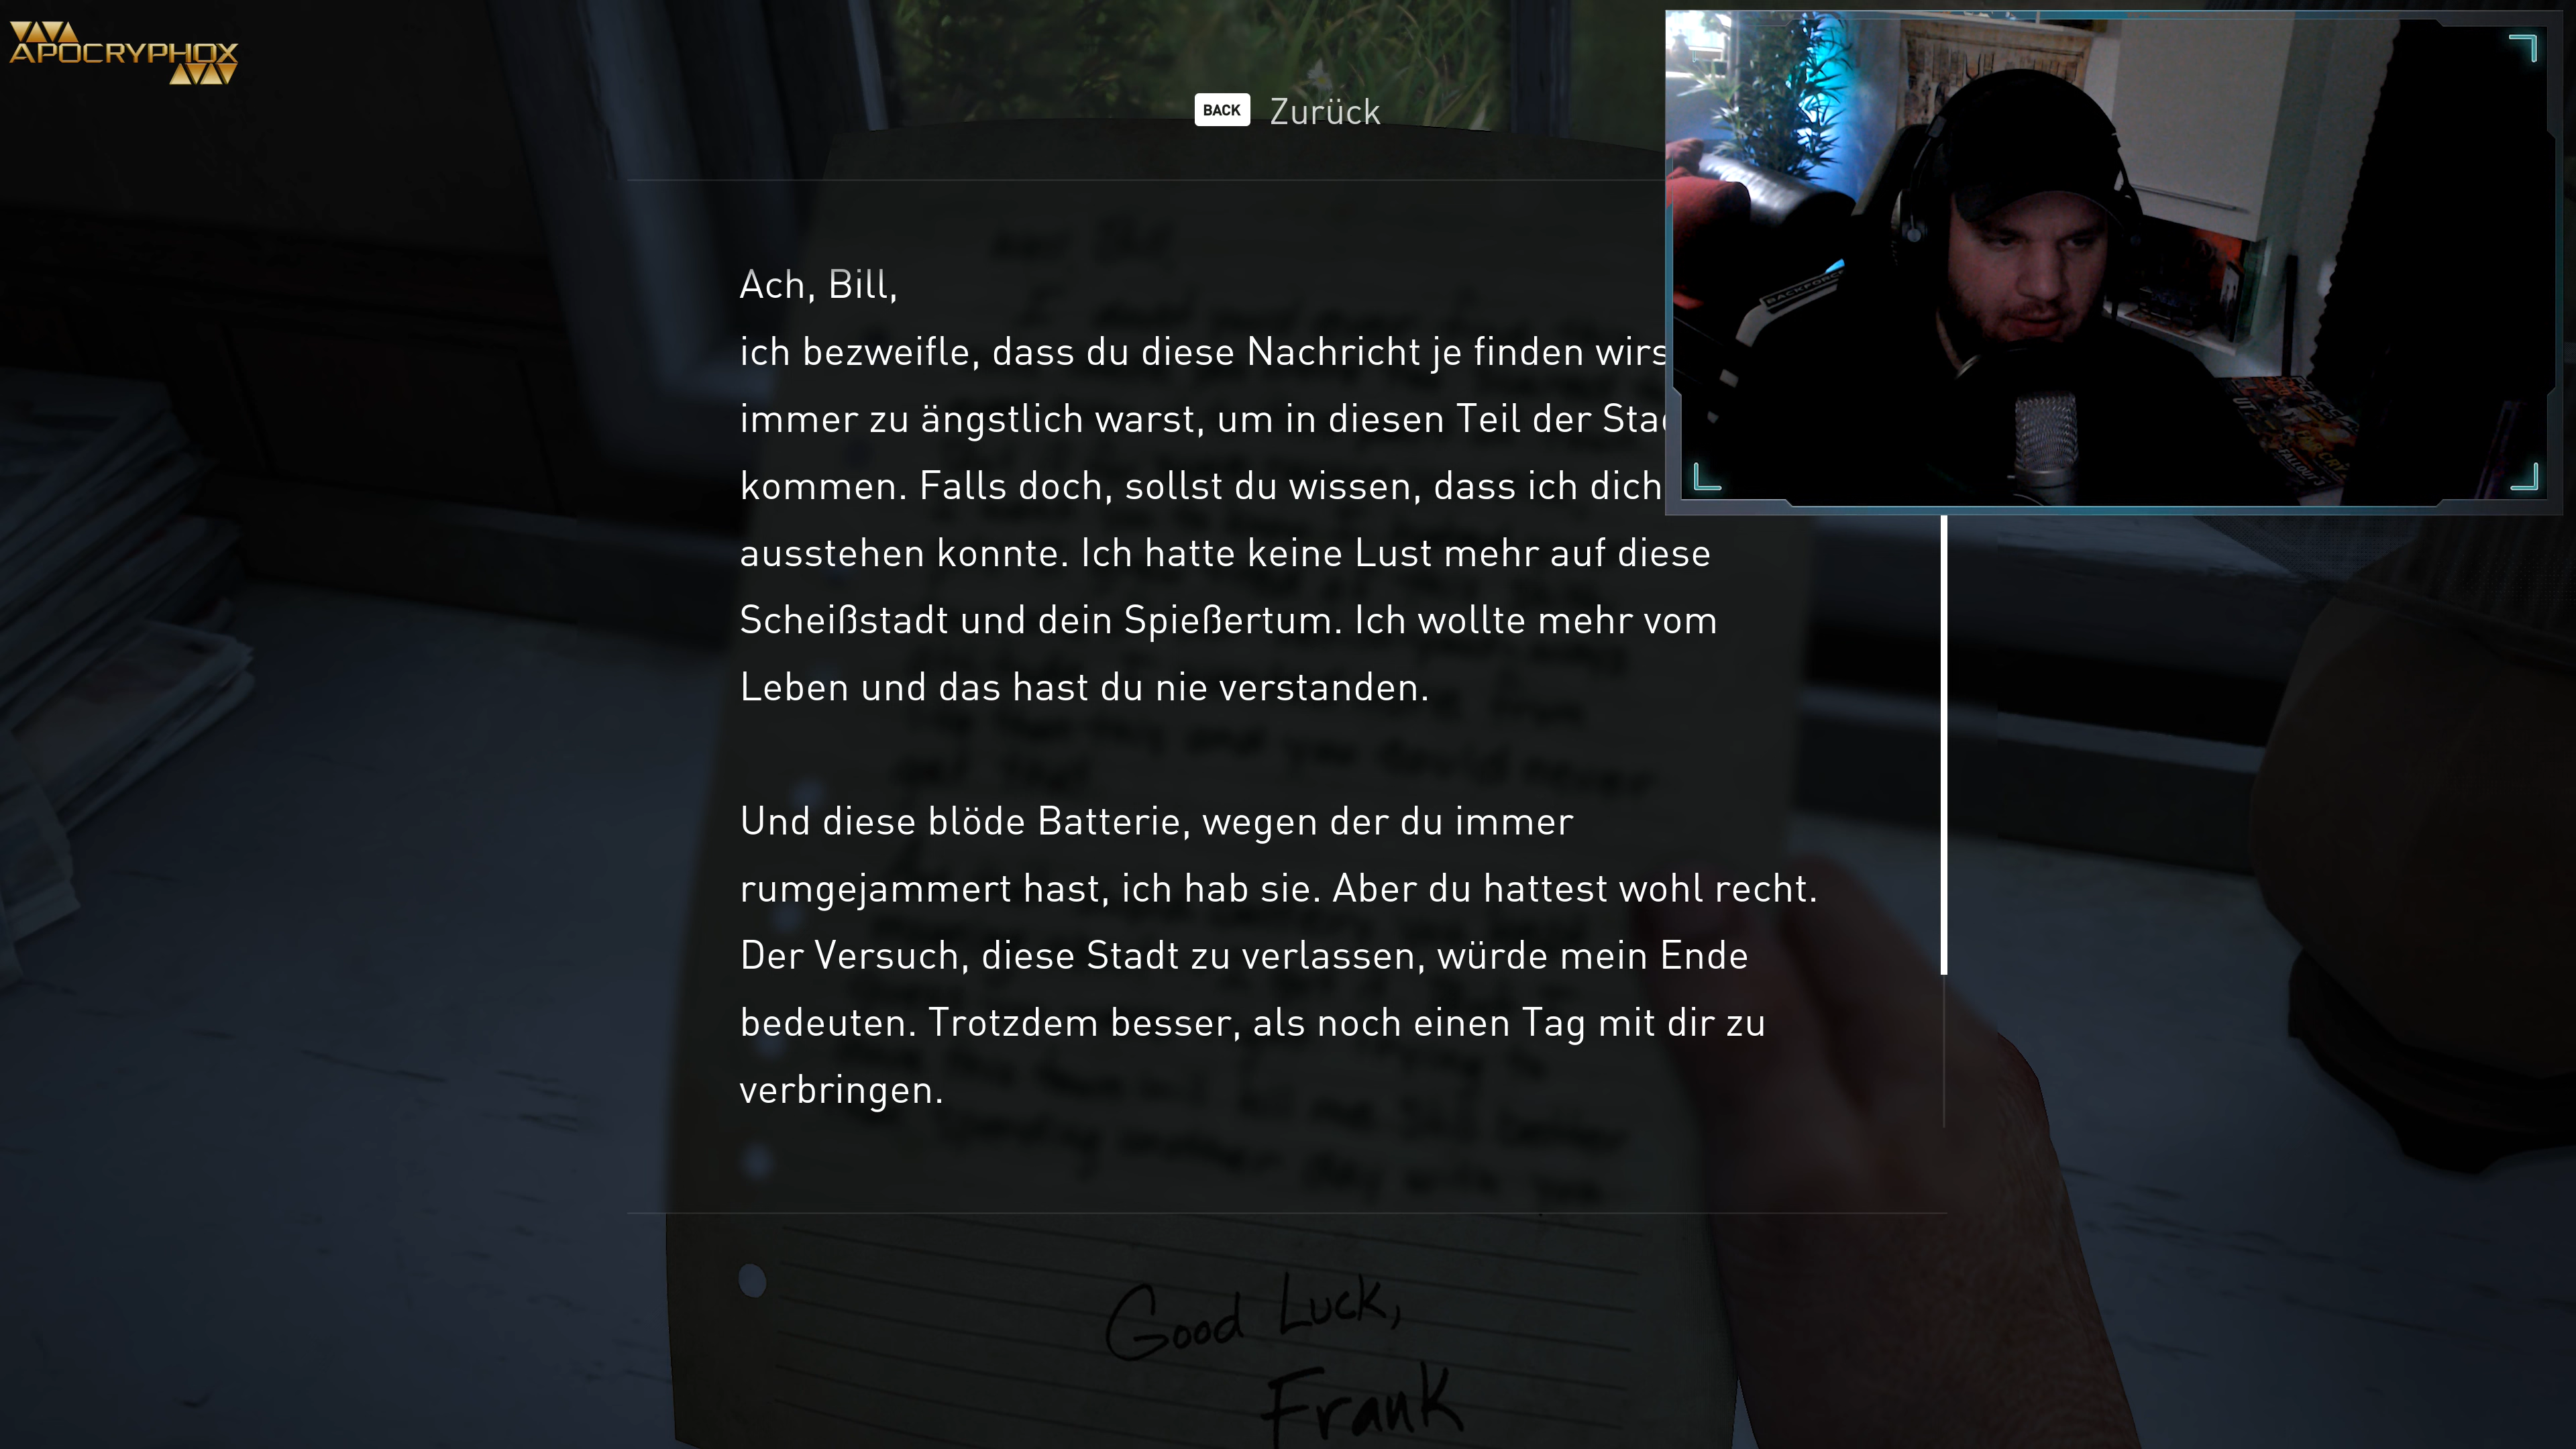 APOCRYPHOX
BACK Zurück
Ach, Bill,
ich bezweifle, dass du diese Nachricht je finden
immer zu ängstlich warst, um in diesen Teil der
kommen. Falls doch, sollst du wissen, dass ich dich
ausstehen konnte. Ich hatte keine Lust mehr auf diese
Scheißstadt und dein Spießertum. Ich wollte mehr vom
Leben und das hast du nie verstanden.
Und diese blöde Batterie, wegen der du immer
rumgejammert hast, ich hab sie. Aber du hattest wohl recht.
Der Versuch, diese Stadt zu verlassen, würde mein Ende
bedeuten. Trotzdem besser, als noch einen Tag mit dir zu
verbringen.
Good Luck,
Frank